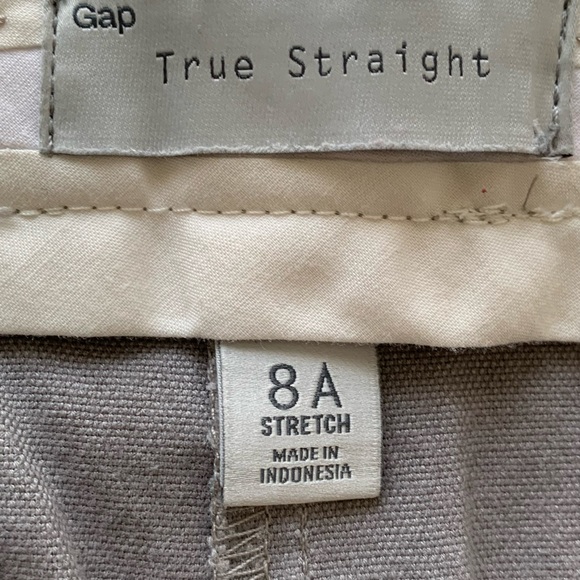 Gap
True Straight
8A
STRETCH
MADE IN
INDONESIA